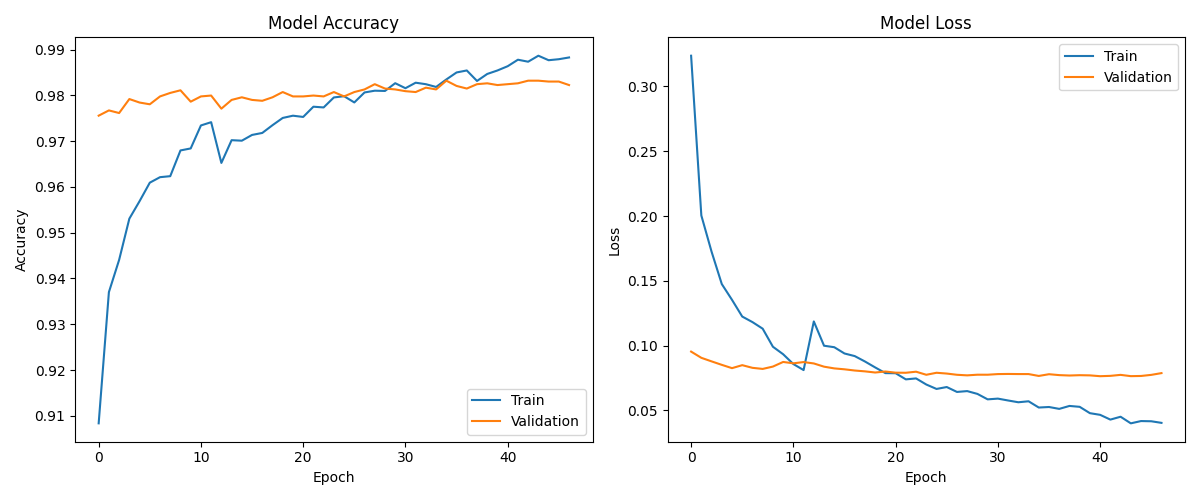 Model Accuracy
Accuracy
0.99
0.98
0.97
0.96
0.95
0.94
0.93
0.92
0.91
0
10
20
30
40
Epoch
Train
Validation
Model Loss
Loss
0.30
0.25
0.20
0.15
0.10
0.05
0
10
20
30
40
Epoch
Train
Validation